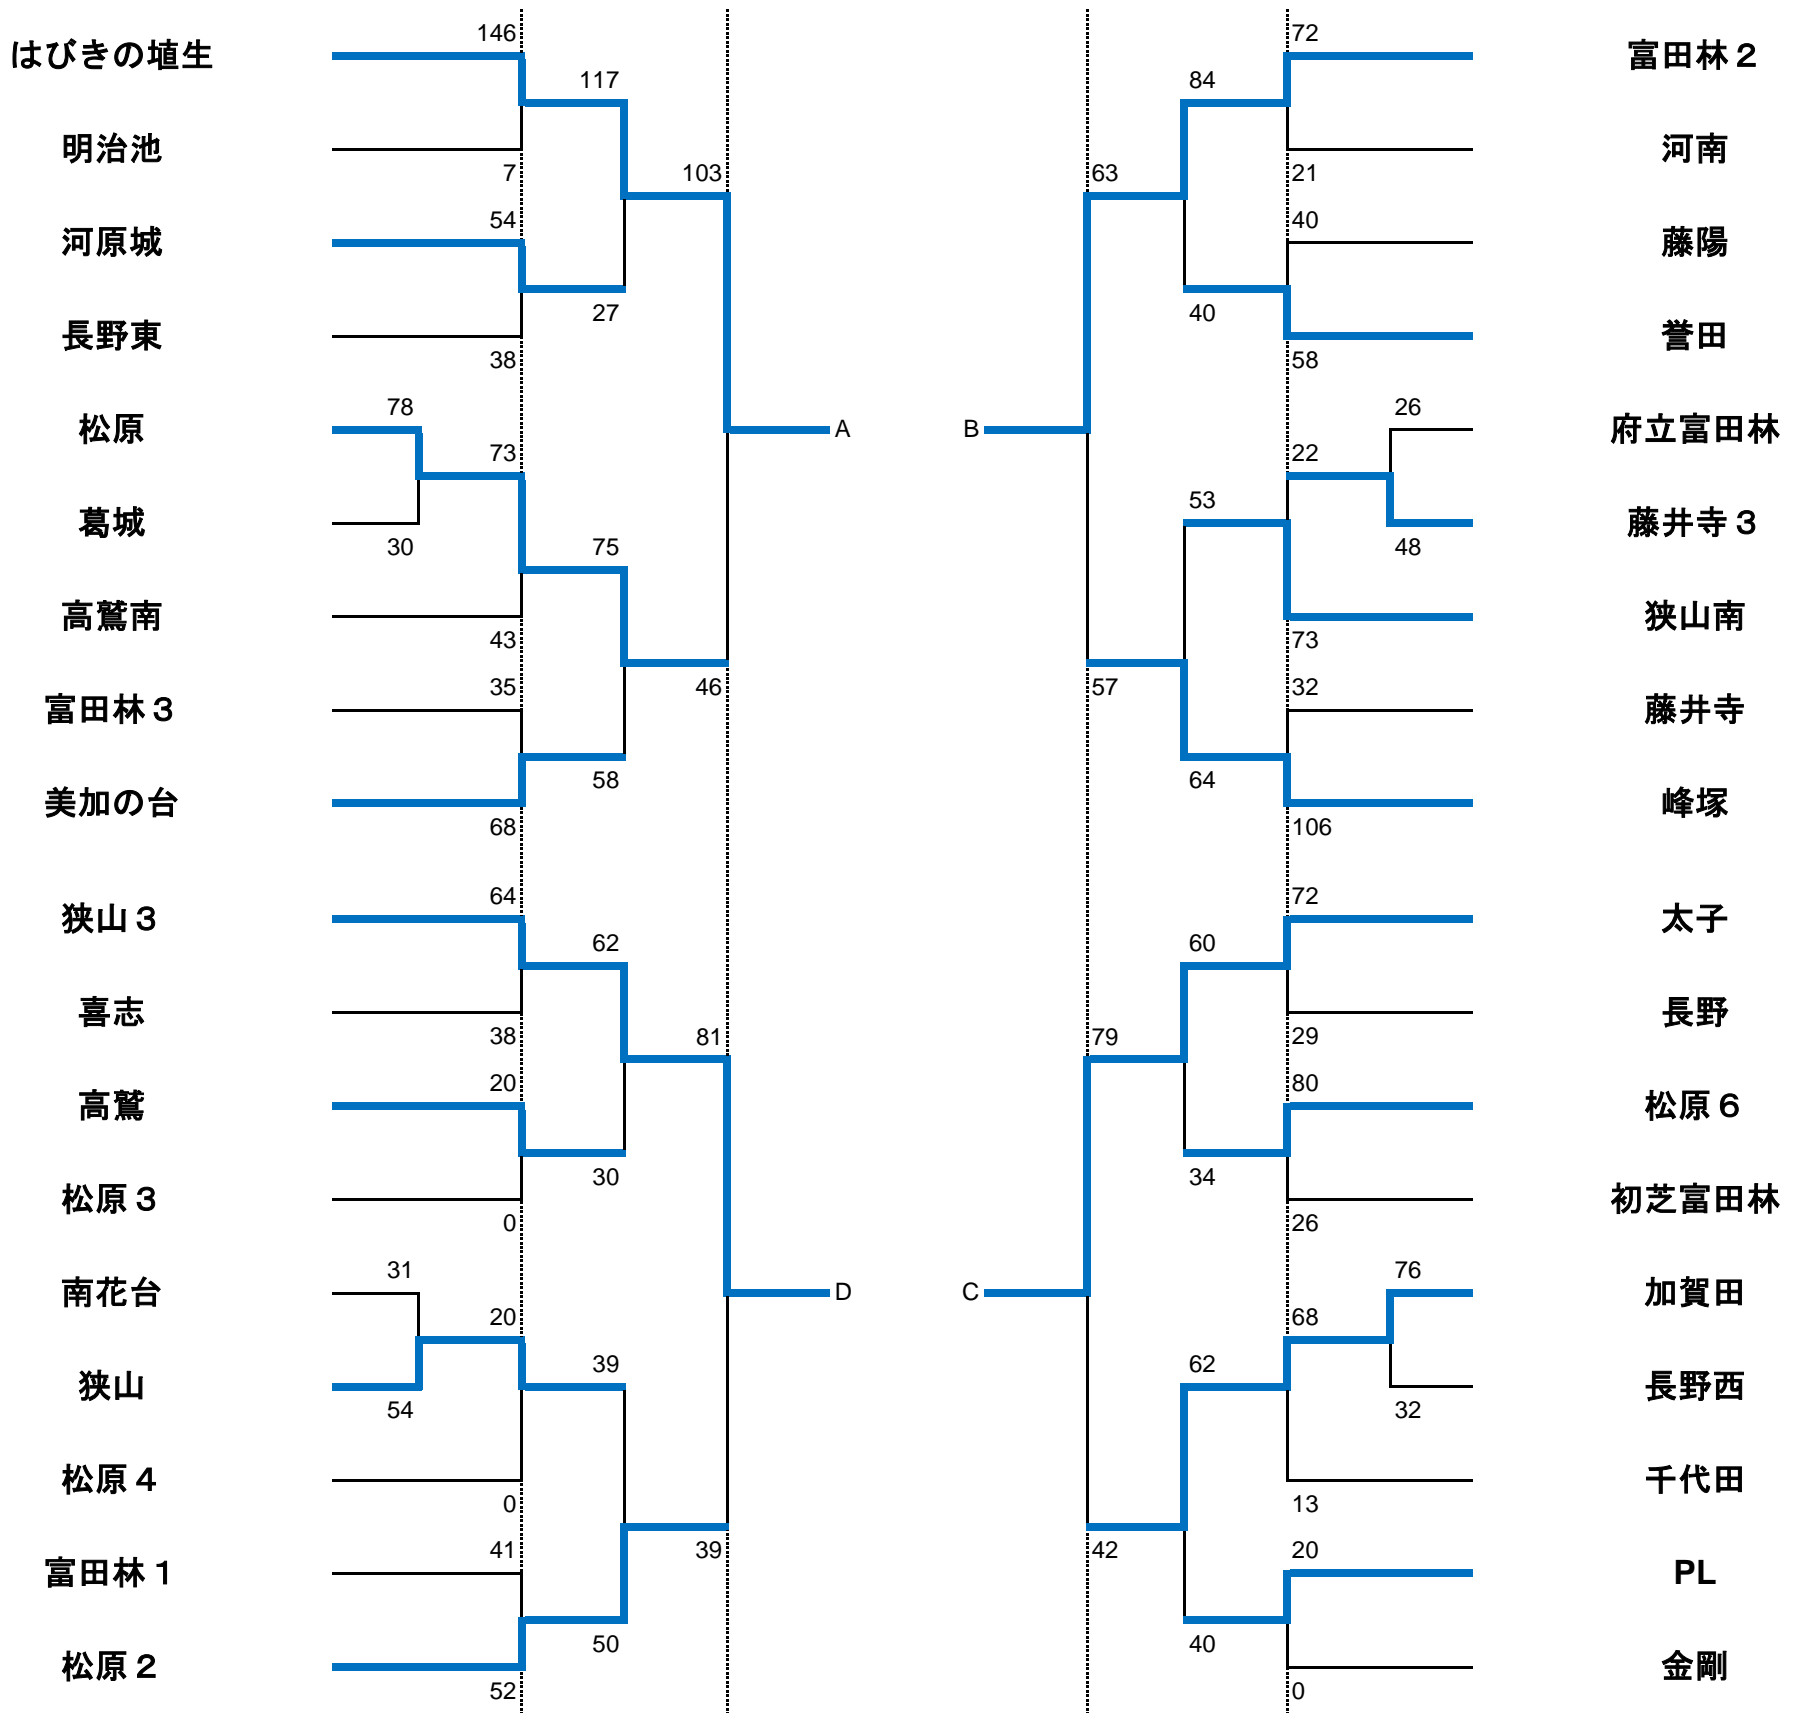 146
72
はびきの埴生
富田林２
117
84
明治池
河南
7
103
63
21
54
40
河原城
藤陽
27
40
長野東
誉田
38
58
78
26
松原
A
B
府立富田林
73
22
葛城
53
藤井寺３
30
75
48
高鷲南
狭山南
43
73
35
46
57
32
富田林３
藤井寺
58
64
美加の台
峰塚
68
106
64
72
狭山３
太子
62
60
喜志
長野
38
81
79
29
20
80
高鷲
松原６
30
34
松原３
初芝富田林
0
26
31
76
南花台
D
C
加賀田
20
68
39
62
狭山
長野西
54
32
松原４
千代田
0
13
41
39
42
20
富田林１
PL
50
40
松原２
金剛
52
0